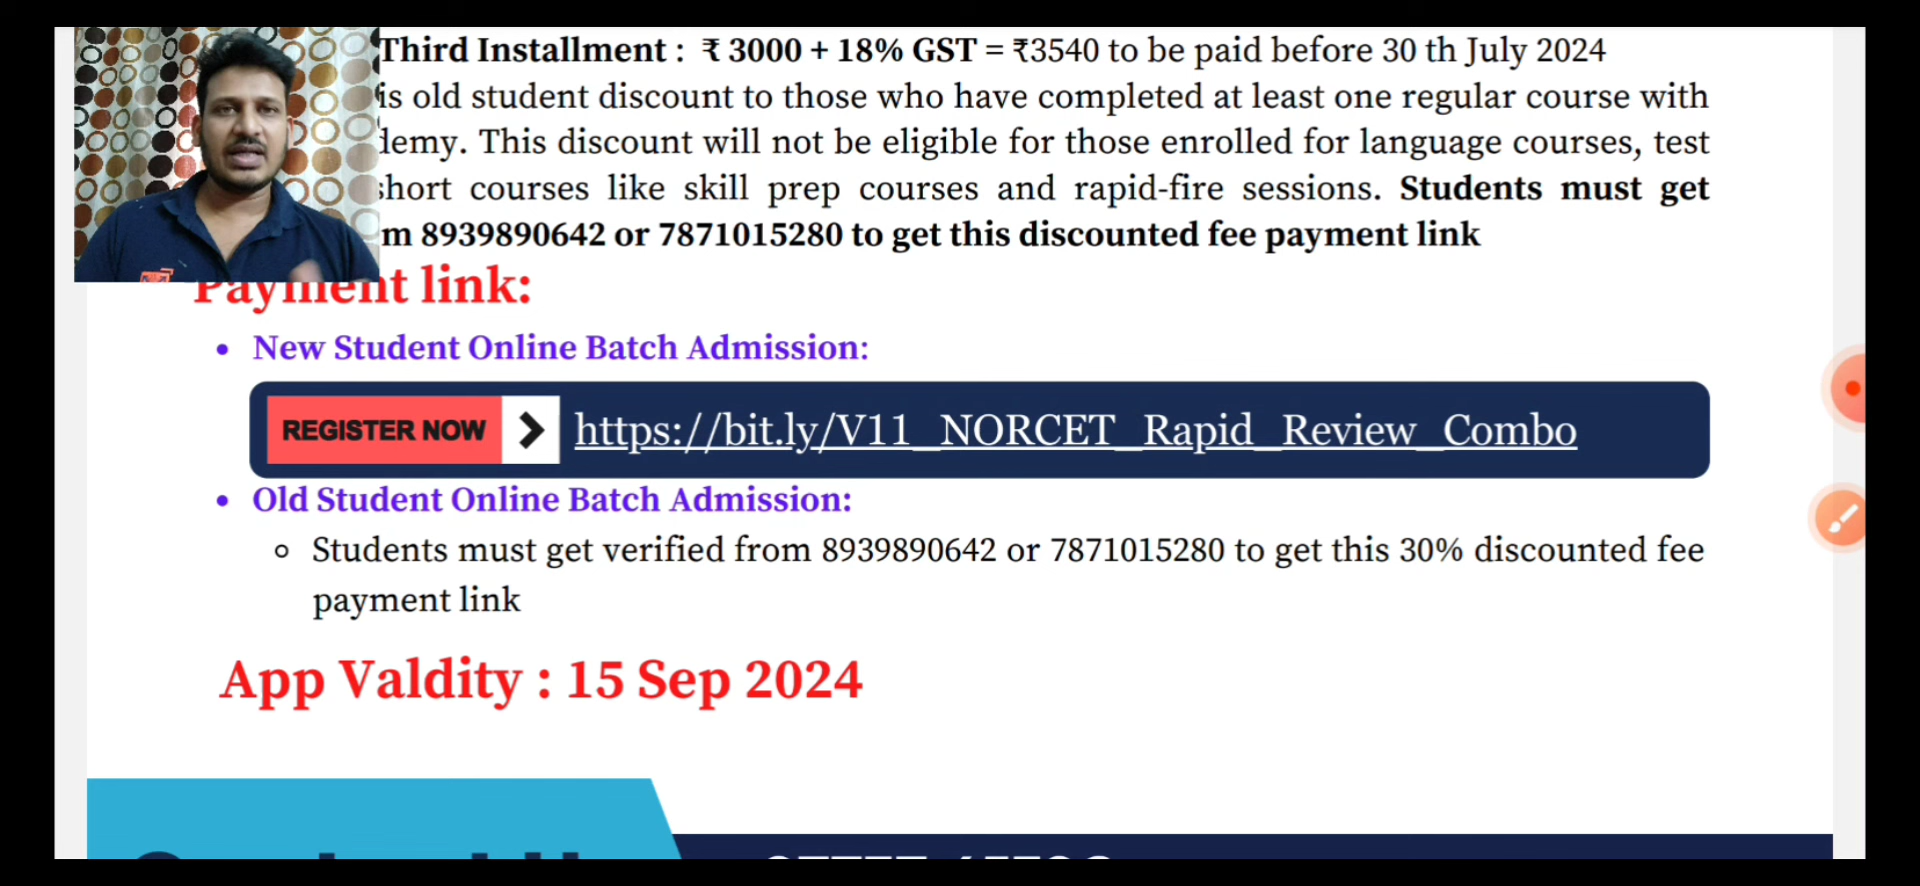 Third Installment : ₹ 3000 + 18% GST = ₹3540 to be paid before 30 th July 2024
is old student discount to those who have completed at least one regular course with
demy. This discount will not be eligible for those enrolled for language courses, test
short courses like skill prep courses and rapid-fire sessions. Students must get
m 8939890642 or 7871015280 to get this discounted fee payment link
Payment link:
• New Student Online Batch Admission:
REGISTER NOW > https://bit.ly/V11_NORCET_Rapid_Review_Combo
• Old Student Online Batch Admission:
Students must get verified from 8939890642 or 7871015280 to get this 30% discounted fee
payment link
App Valdity : 15 Sep 2024